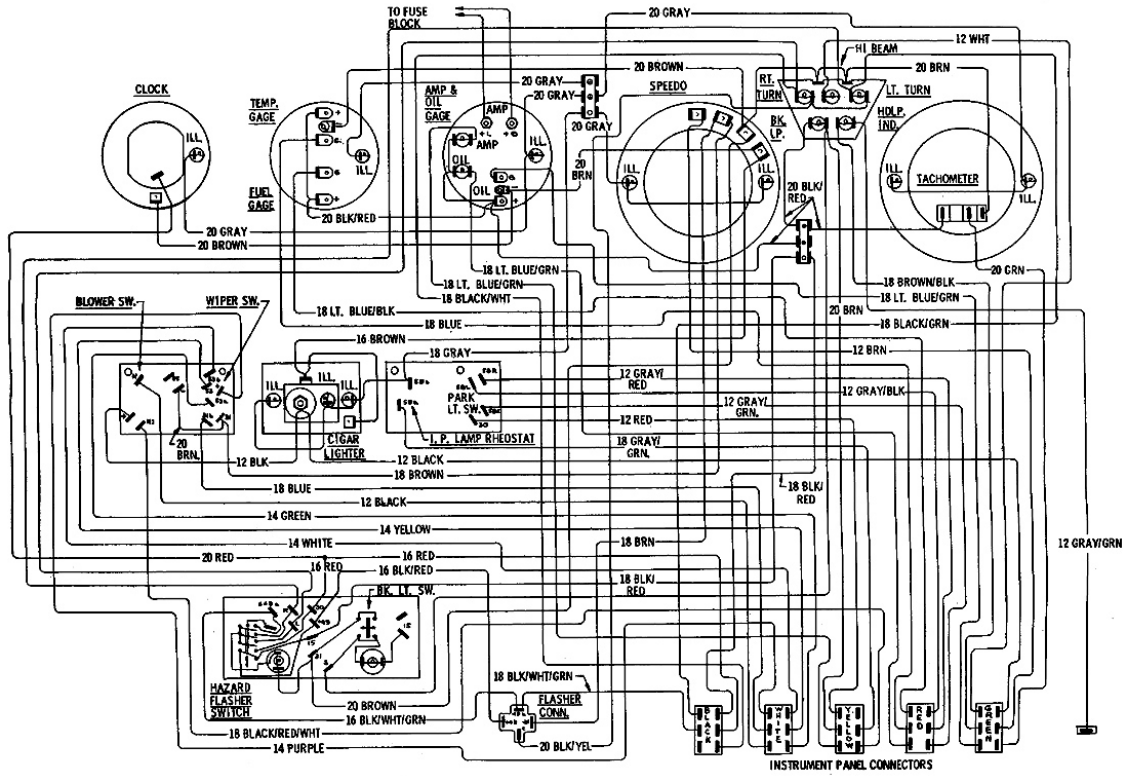 TO FUSE
BLOCK
20 GRAY
12 WHT
HI BEAM
20 BROWN
20 BRN
CLOCK
TEMP.
GAGE
AMP &
OIL
GAGE
AMP
20 GRAY
20 GRAY
20 GRAY
SPEEDO
RT.
TURN
LT. TURN
BK.
LP.
HDLP.
IND.
+L
+B
AMP
ILL.
ILL.
ILL.
OIL
OIL
20
BRN
ILL.
ILL.
ILL.
TACHOMETER
ILL.
FUEL
GAGE
20 BLK/RED
20 BLK/
RED
20 GRAY
20 BROWN
20 GRN
18 LT. BLUE/GRN
18 LT. BLUE/GRN
18 BLACK/WHT
18 BROWN/BLK
18 LT. BLUE/GRN
BLOWER SW.
WIPER SW.
18 LT. BLUE/BLK
18 BLUE
20 BRN
18 BLACK/GRN
16 BROWN
18 GRAY
12 BRN
ILL.
ILL.
ILL.
58b
58R
12 GRAY/
RED
12 GRAY/BLK
PARK
LT. SW.
12 GRAY/
GRN.
30
12 RED
I. P. LAMP RHEOSTAT
18 GRAY/
GRN.
20
BRN.
12 BLK
CIGAR
LIGHTER
12 BLACK
18 BROWN
18 BLUE
12 BLACK
18 BLK/
RED
14 GREEN
14 YELLOW
14 WHITE
18 BRN
12 GRAY/GRN
20 RED
16 RED
16 RED
16 BLK/RED
18 BLK/
RED
BK. LT. SW.
15
15
HAZARD
FLASHER
SWITCH
20 BROWN
16 BLK/WHT/GRN
18 BLACK/RED/WHT
14 PURPLE
18 BLK/WHT/GRN
FLASHER
CONN.
20 BLK/YEL
BLACK
WHITE
YELLOW
RED
GREEN
INSTRUMENT PANEL CONNECTORS